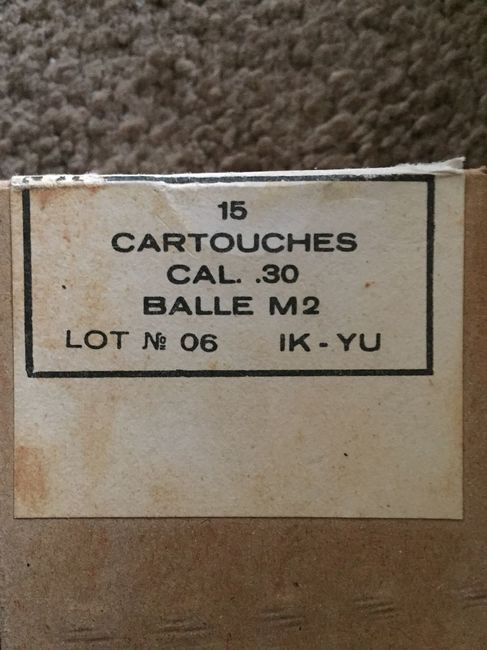 15
CARTOUCHES
CAL. .30
BALLE M2
LOT № 06 IK - YU